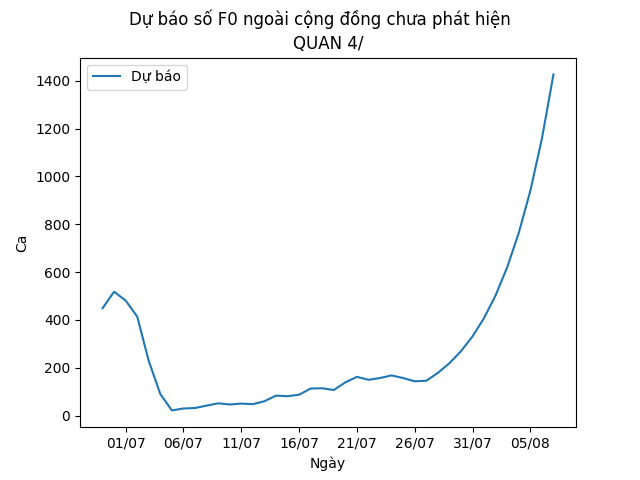 Dự báo số F0 ngoài cộng đồng chưa phát hiện
QUAN 4/
Dự báo
1400
1200
1000
800
600
400
200
0
Ca
01/07 06/07 11/07 16/07 21/07 26/07 31/07 05/08
Ngày